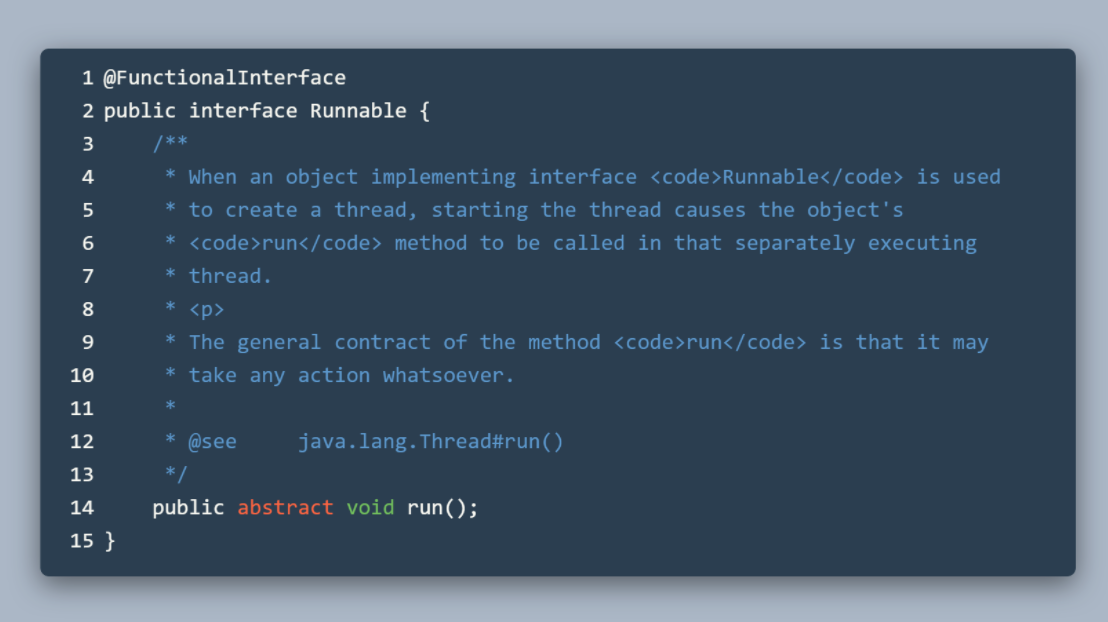 1 @FunctionalInterface
2 public interface Runnable {
3     /**
4      * When an object implementing interface <code>Runnable</code> is used
5      * to create a thread, starting the thread causes the object's
6      * <code>run</code> method to be called in that separately executing
7      * thread.
8      * <p>
9      * The general contract of the method <code>run</code> is that it may
10      * take any action whatsoever.
11      *
12      * @see     java.lang.Thread#run()
13      */
14     public abstract void run();
15 }